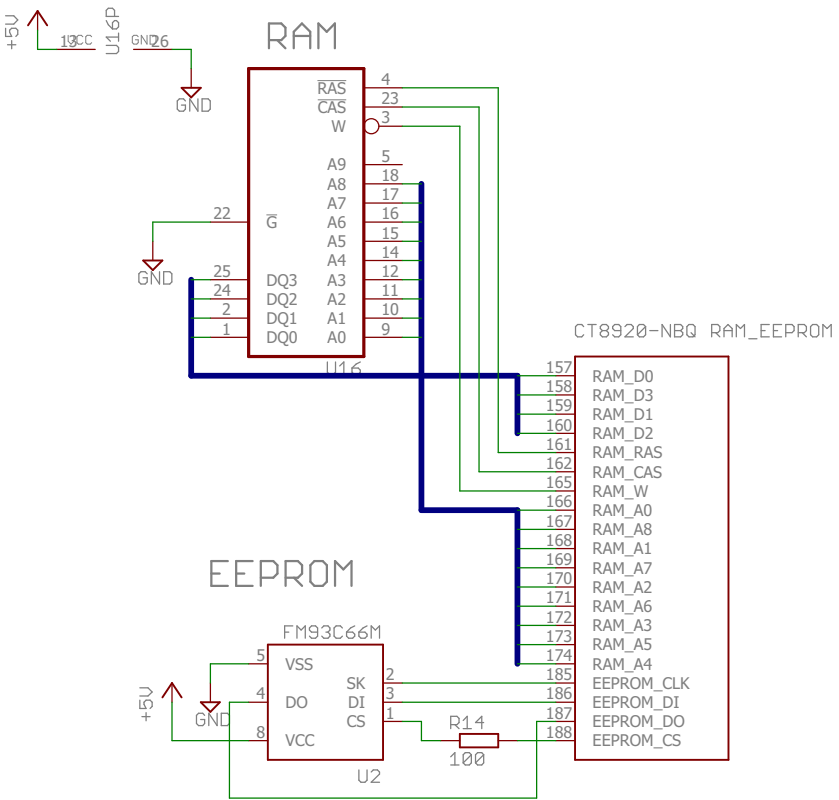 +5V
13 VCC
U16P
GND 26
GND
RAM
RAS 4
CAS 23
W 3
A9 5
A8 18
A7 17
22 G A6 16
A5 15
A4 14
GND
25 DQ3 A3 12
24 DQ2 A2 11
2 DQ1 A1 10
1 DQ0 A0 9
U16
CT8920-NBQ RAM_EEPROM
157 RAM_D0
158 RAM_D3
159 RAM_D1
160 RAM_D2
161 RAM_RAS
162 RAM_CAS
165 RAM_W
166 RAM_A0
167 RAM_A8
168 RAM_A1
169 RAM_A7
170 RAM_A2
171 RAM_A6
172 RAM_A3
173 RAM_A5
174 RAM_A4
185 EEPROM_CLK
186 EEPROM_DI
187 EEPROM_DO
188 EEPROM_CS
EEPROM
FM93C66M
5 VSS
SK 2
4 DO DI 3
CS 1
8 VCC
+5V
GND
U2
R14
100